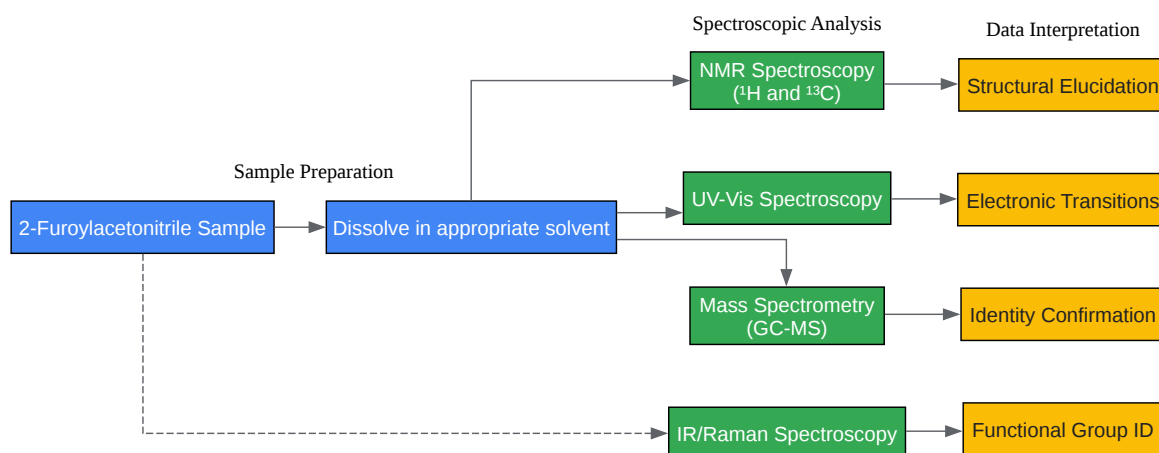 Spectroscopic Analysis
Data Interpretation
NMR Spectroscopy
(¹H and ¹³C)
Structural Elucidation
Sample Preparation
UV-Vis Spectroscopy
Electronic Transitions
2-Furoylacetonitrile Sample
Dissolve in appropriate solvent
Mass Spectrometry
(GC-MS)
Identity Confirmation
IR/Raman Spectroscopy
Functional Group ID